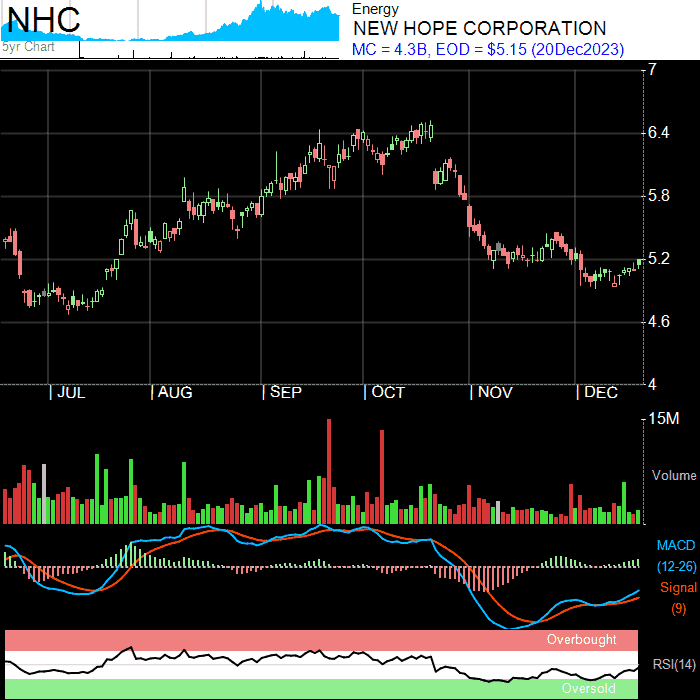 NHC
5yr Chart
Energy
NEW HOPE CORPORATION
MC = 4.3B, EOD = $5.15 (20Dec2023)
7
6.4
5.8
5.2
4.6
4
| JUL | AUG | SEP | OCT | NOV | DEC
15M
Volume
MACD
(12-26)
Signal
(9)
Overbought
RSI(14)
Oversold